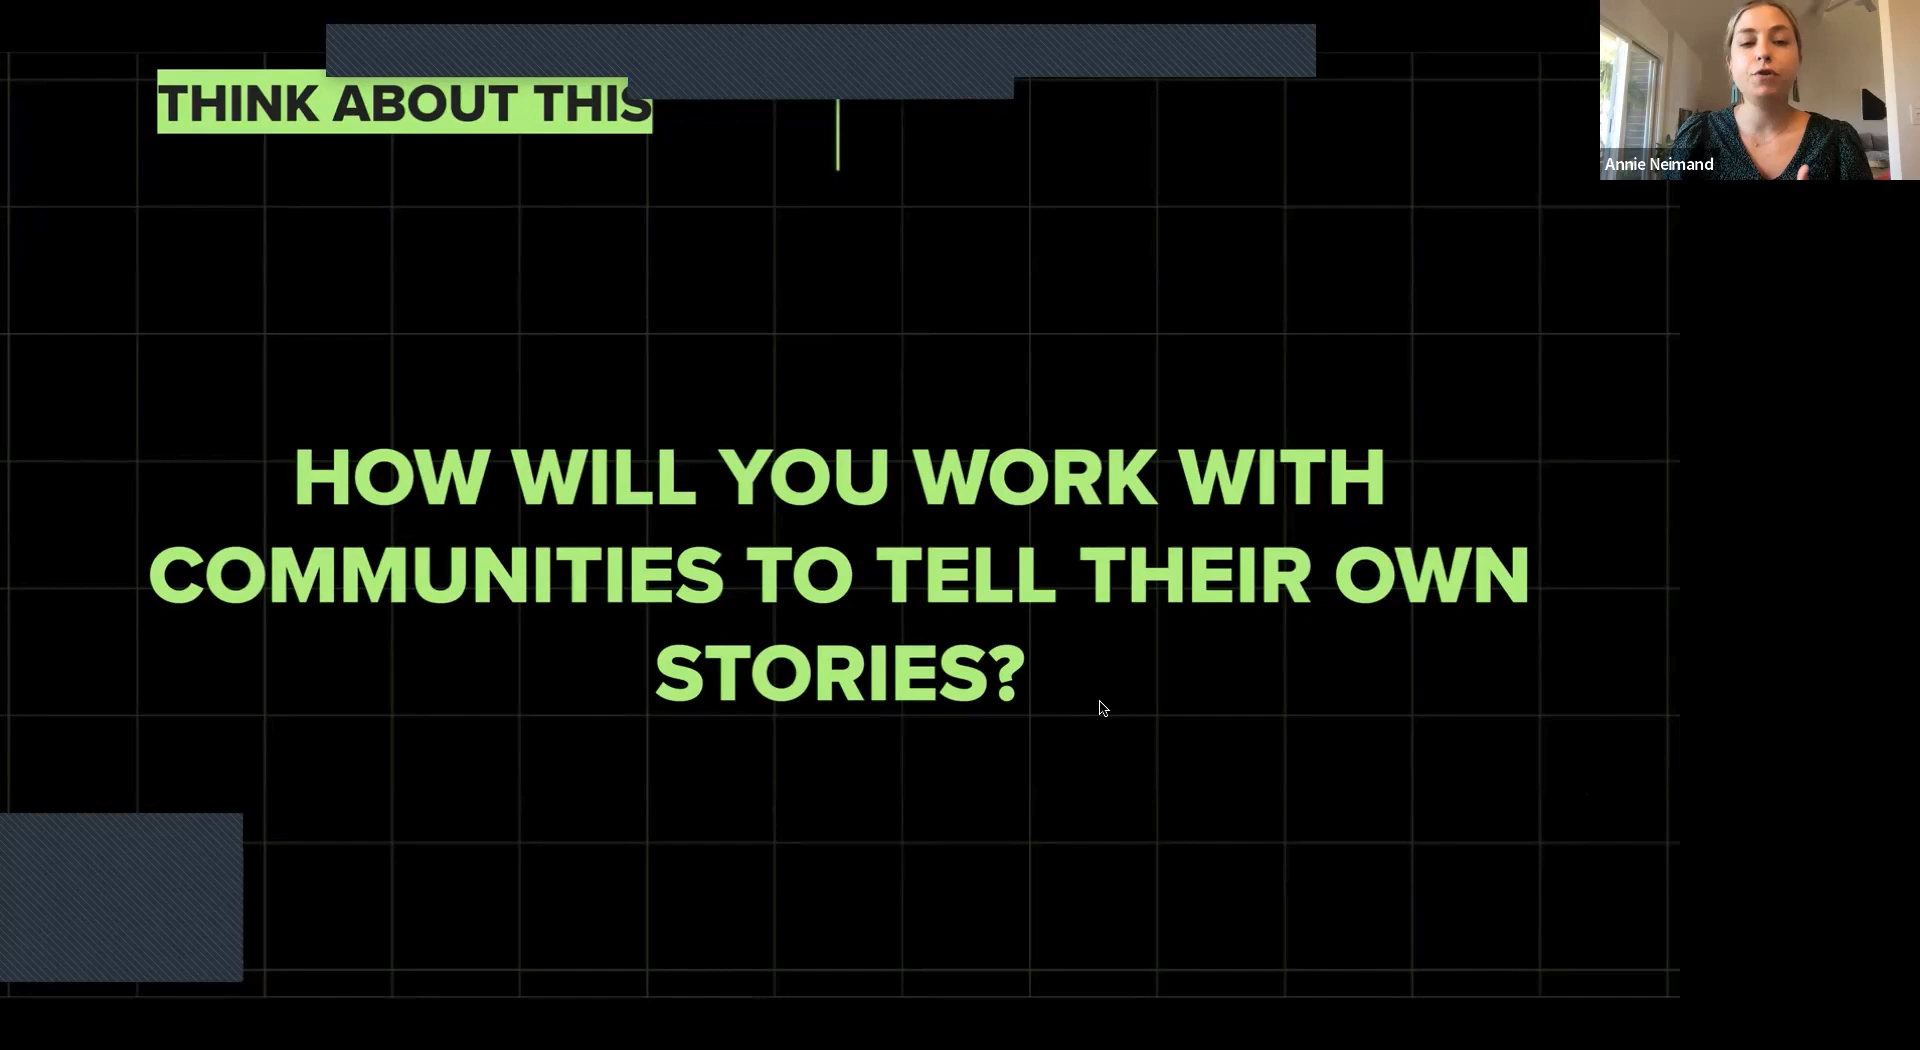 THINK ABOUT THIS
Annie Neimand
HOW WILL YOU WORK WITH
COMMUNITIES TO TELL THEIR OWN
STORIES?